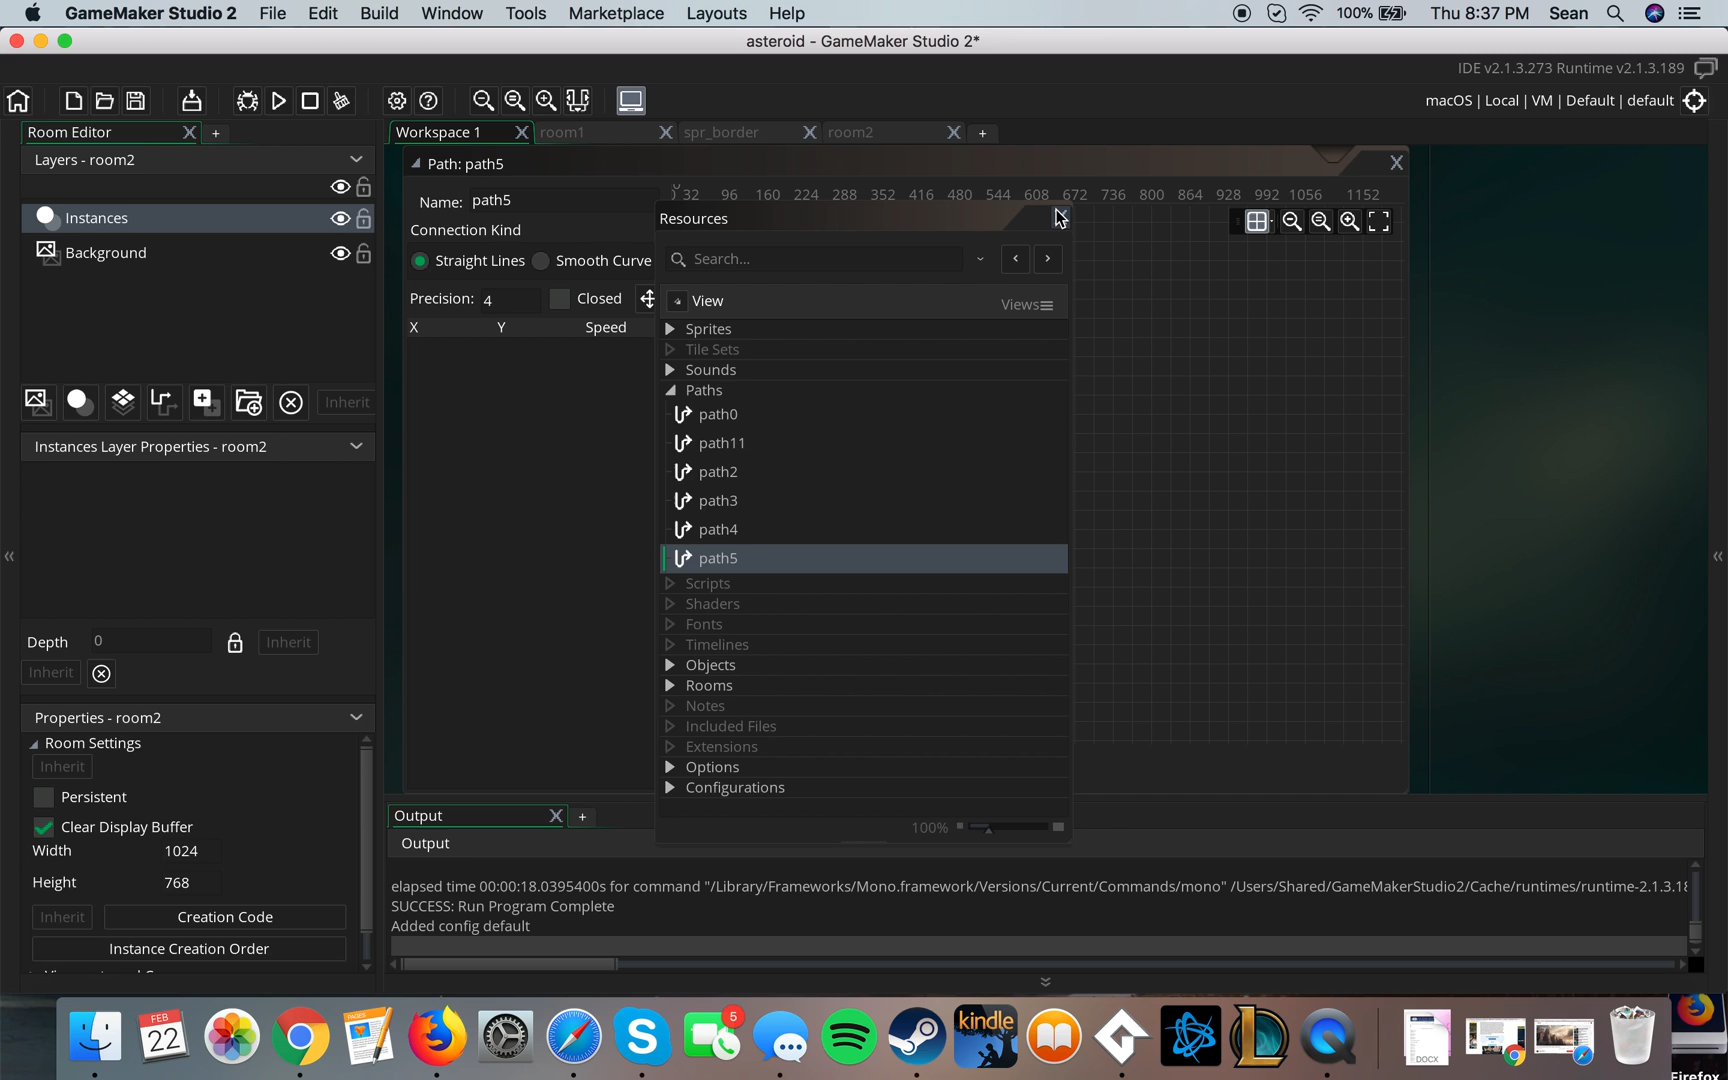 GameMaker Studio 2 File Edit Build Window Tools Marketplace Layouts Help 100% Thu 8:37 PM Sean
asteroid - GameMaker Studio 2*
IDE v2.1.3.273 Runtime v2.1.3.189
macOS | Local | VM | Default | default
Room Editor
Layers - room2
Instances
Background
Inherit
Instances Layer Properties - room2
Depth 0 Inherit
Inherit
Properties - room2
Room Settings
Inherit
Persistent
Clear Display Buffer
Width 1024
Height 768
Inherit Creation Code
Instance Creation Order
Workspace 1 room1 spr_border room2
Path: path5
Name: path5
Connection Kind
Straight Lines Smooth Curve
Precision: 4 Closed
X Y Speed
32 96 160 224 288 352 416 480 544 608 672 736 800 864 928 992 1056 1152
Resources
Search...
View Views
Sprites
Tile Sets
Sounds
Paths
path0
path11
path2
path3
path4
path5
Scripts
Shaders
Fonts
Timelines
Objects
Rooms
Notes
Included Files
Extensions
Options
Configurations
100%
Output
Output
elapsed time 00:00:18.0395400s for command "/Library/Frameworks/Mono.framework/Versions/Current/Commands/mono" /Users/Shared/GameMakerStudio2/Cache/runtimes/runtime-2.1.3.18
SUCCESS: Run Program Complete
Added config default
FEB
22
5
kindle
DOCX
Firefox